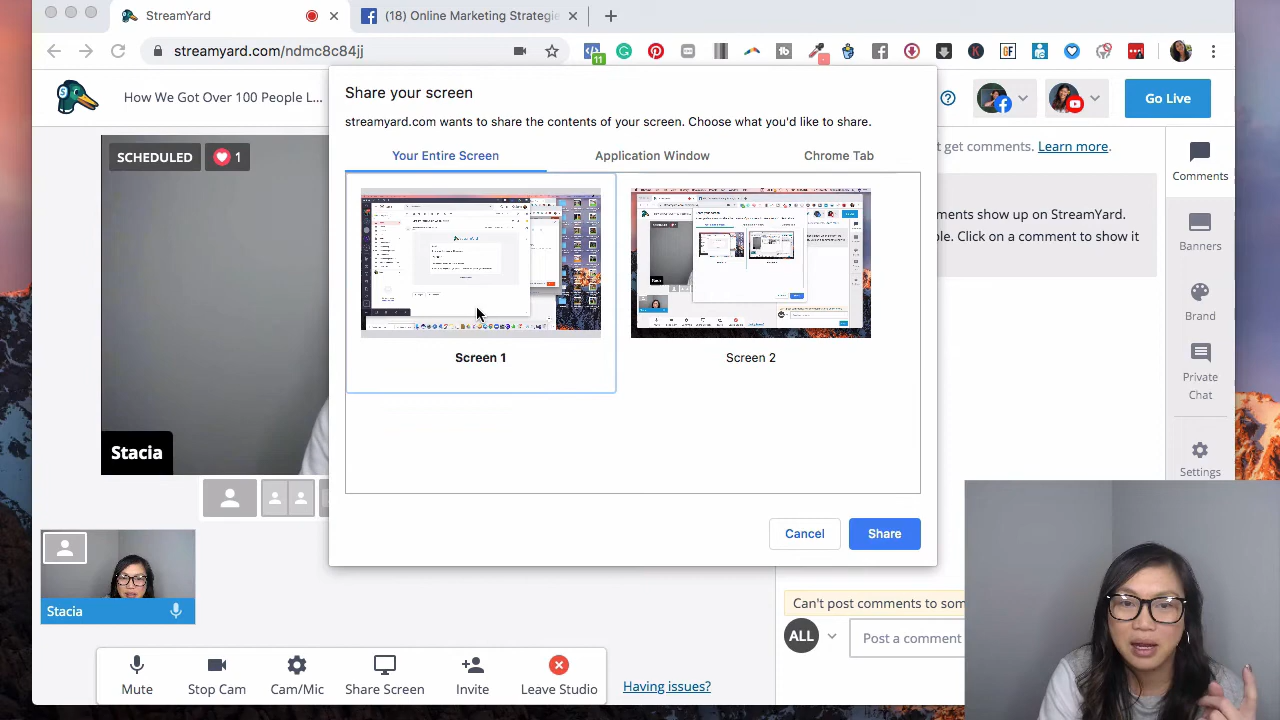 StreamYard
(18) Online Marketing Strategie
streamyard.com/ndmc8c84jj
11
How We Got Over 100 People L...
Go Live
Share your screen
streamyard.com wants to share the contents of your screen. Choose what you'd like to share.
Your Entire Screen
Application Window
Chrome Tab
Screen 1
Screen 2
Cancel
Share
SCHEDULED
1
Stacia
t get comments. Learn more.
ments show up on StreamYard.
le. Click on a comment to show it
Comments
Banners
Brand
Private
Chat
Settings
Stacia
Can't post comments to som
ALL
Post a comment
Mute
Stop Cam
Cam/Mic
Share Screen
Invite
Leave Studio
Having issues?